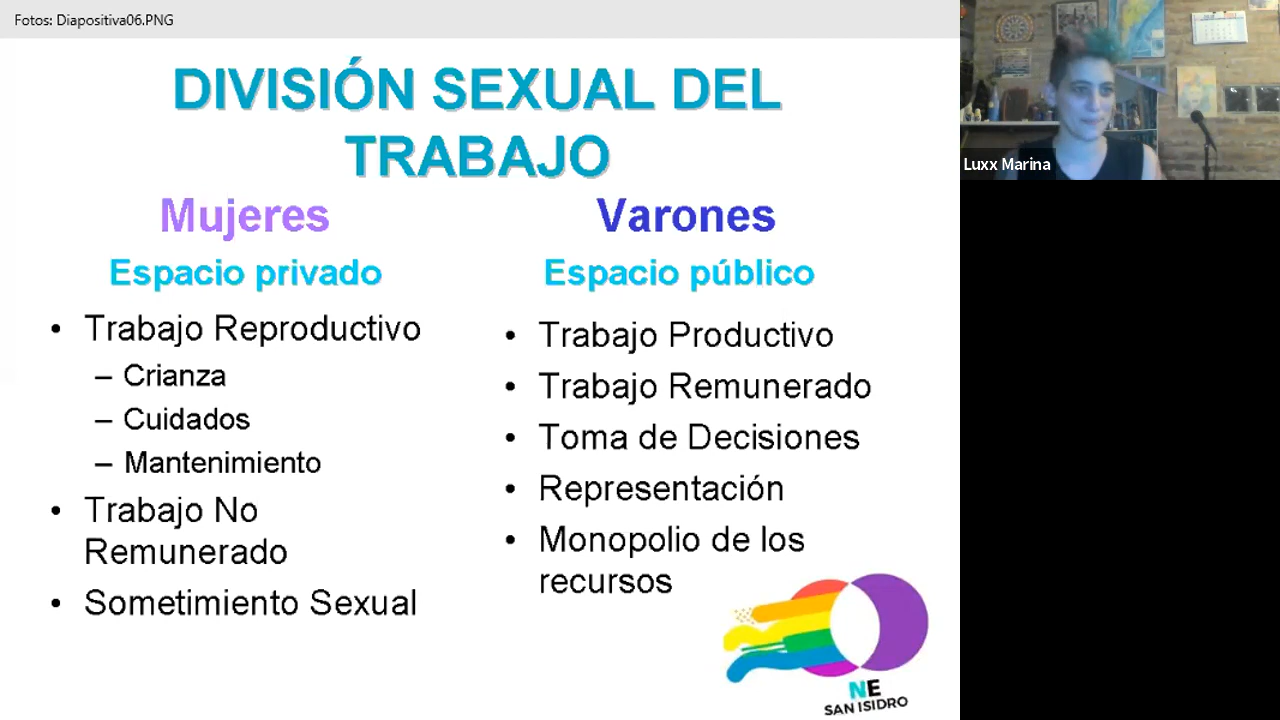 Fotos: Diapositiva06.PNG
DIVISIÓN SEXUAL DEL
TRABAJO
Mujeres
Espacio privado
• Trabajo Reproductivo
– Crianza
– Cuidados
– Mantenimiento
• Trabajo No
Remunerado
• Sometimiento Sexual
Varones
Espacio público
• Trabajo Productivo
• Trabajo Remunerado
• Toma de Decisiones
• Representación
• Monopolio de los
recursos
NE
SAN ISIDRO
Luxx Marina